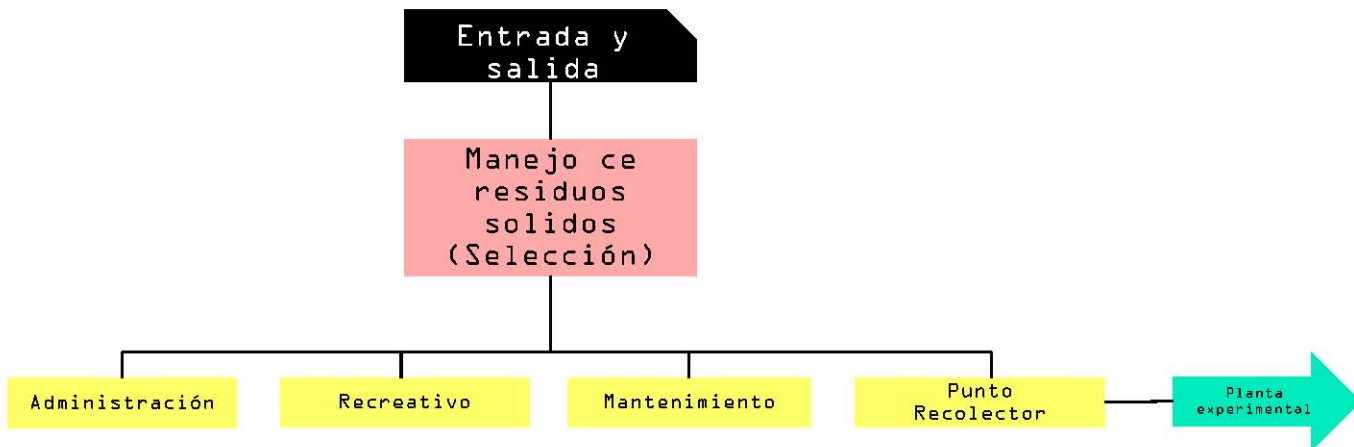 Entrada y
salida
Manejo ce
residuos
solidos
(Selección)
Administración
Recreativo
Mantenimiento
Punto
Recolector
Planta
experimental